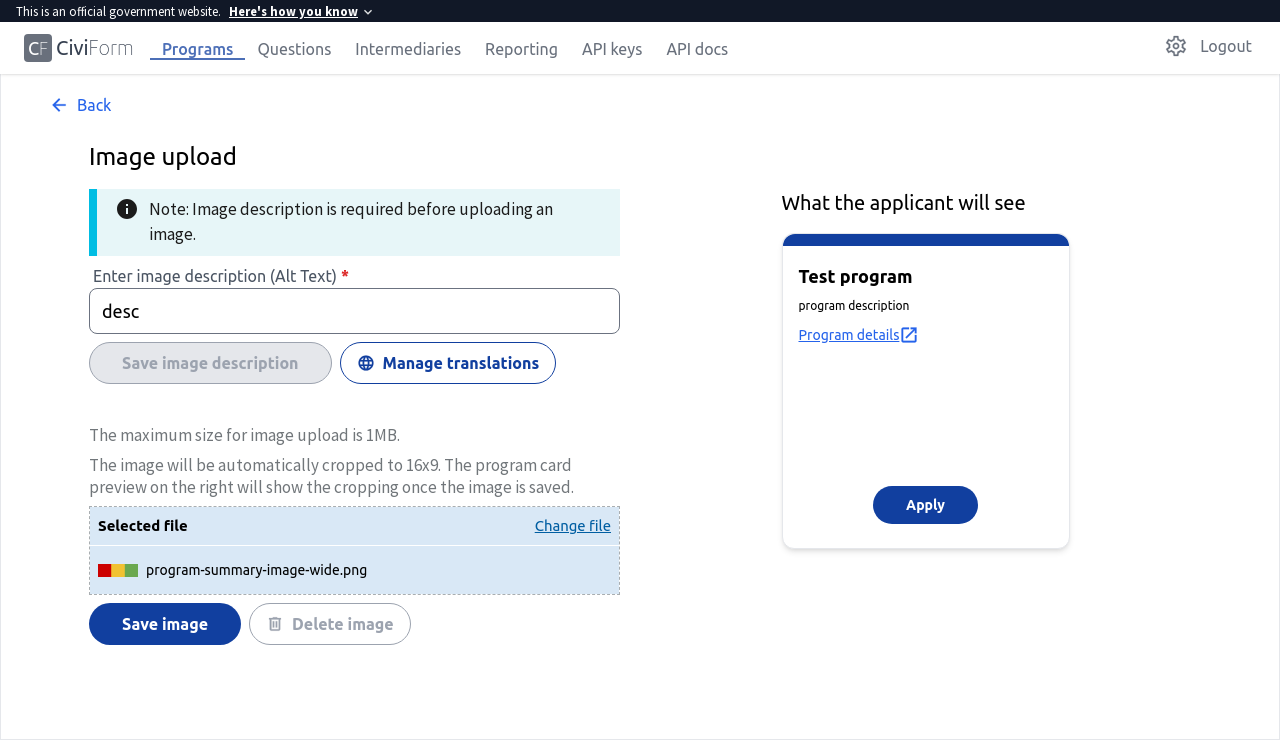 This is an official government website. Here's how you know
CF CiviForm Programs Questions Intermediaries Reporting API keys API docs Logout
Back
Image upload
Note: Image description is required before uploading an
image.
Enter image description (Alt Text) *
desc
Save image description Manage translations
The maximum size for image upload is 1MB.
The image will be automatically cropped to 16x9. The program card
preview on the right will show the cropping once the image is saved.
Selected file Change file
program-summary-image-wide.png
Save image Delete image
What the applicant will see
Test program
program description
Program details
Apply